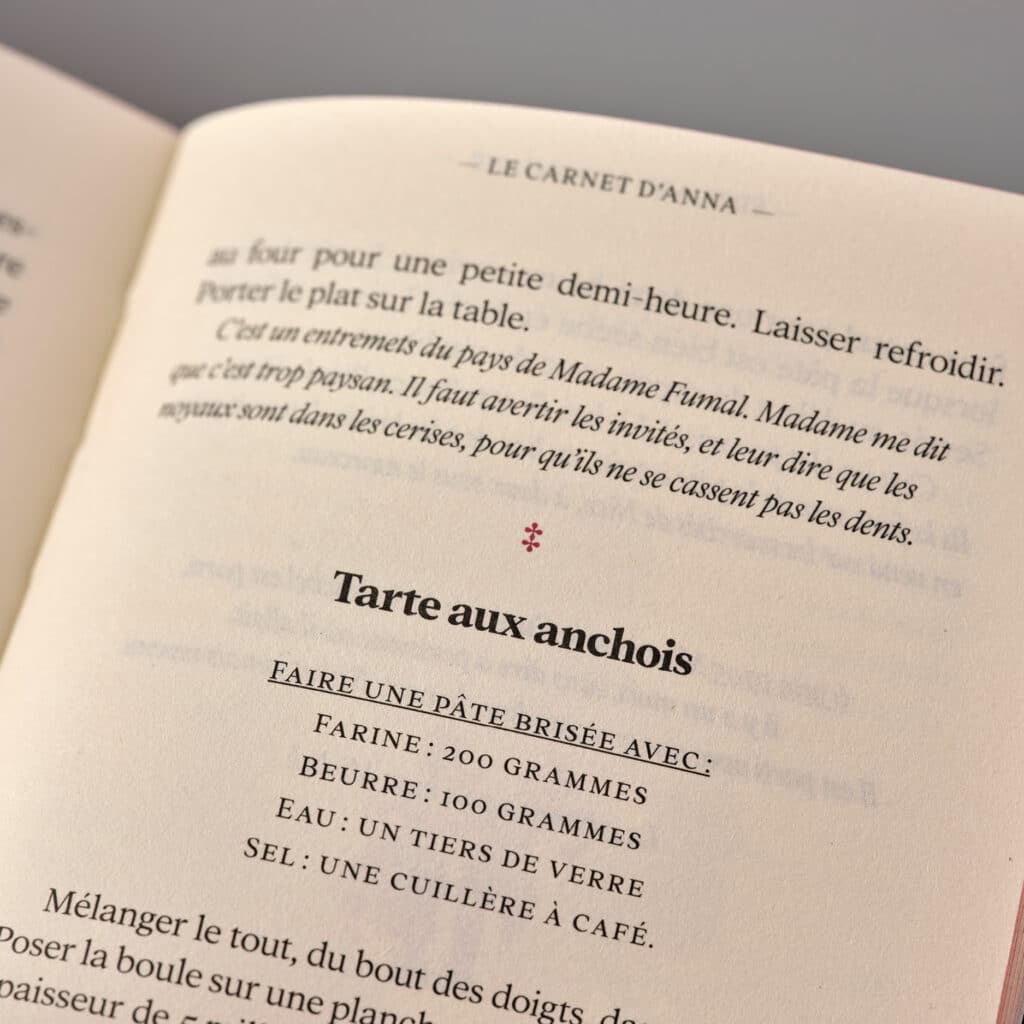 — LE CARNET D'ANNA —
au four pour une petite demi-heure. Laisser refroidir.
Porter le plat sur la table.
C'est un entremets du pays de Madame Fumal. Madame me dit
que c'est trop paysan. Il faut avertir les invités, et leur dire que les
noyaux sont dans les cerises, pour qu'ils ne se cassent pas les dents.
Tarte aux anchois
FAIRE UNE PÂTE BRISÉE AVEC :
FARINE : 200 GRAMMES
BEURRE : 100 GRAMMES
EAU : UN TIERS DE VERRE
SEL : UNE CUILLÈRE À CAFÉ.
Mélanger le tout, du bout des doigts,
Poser la boule sur une
paisseur de 5